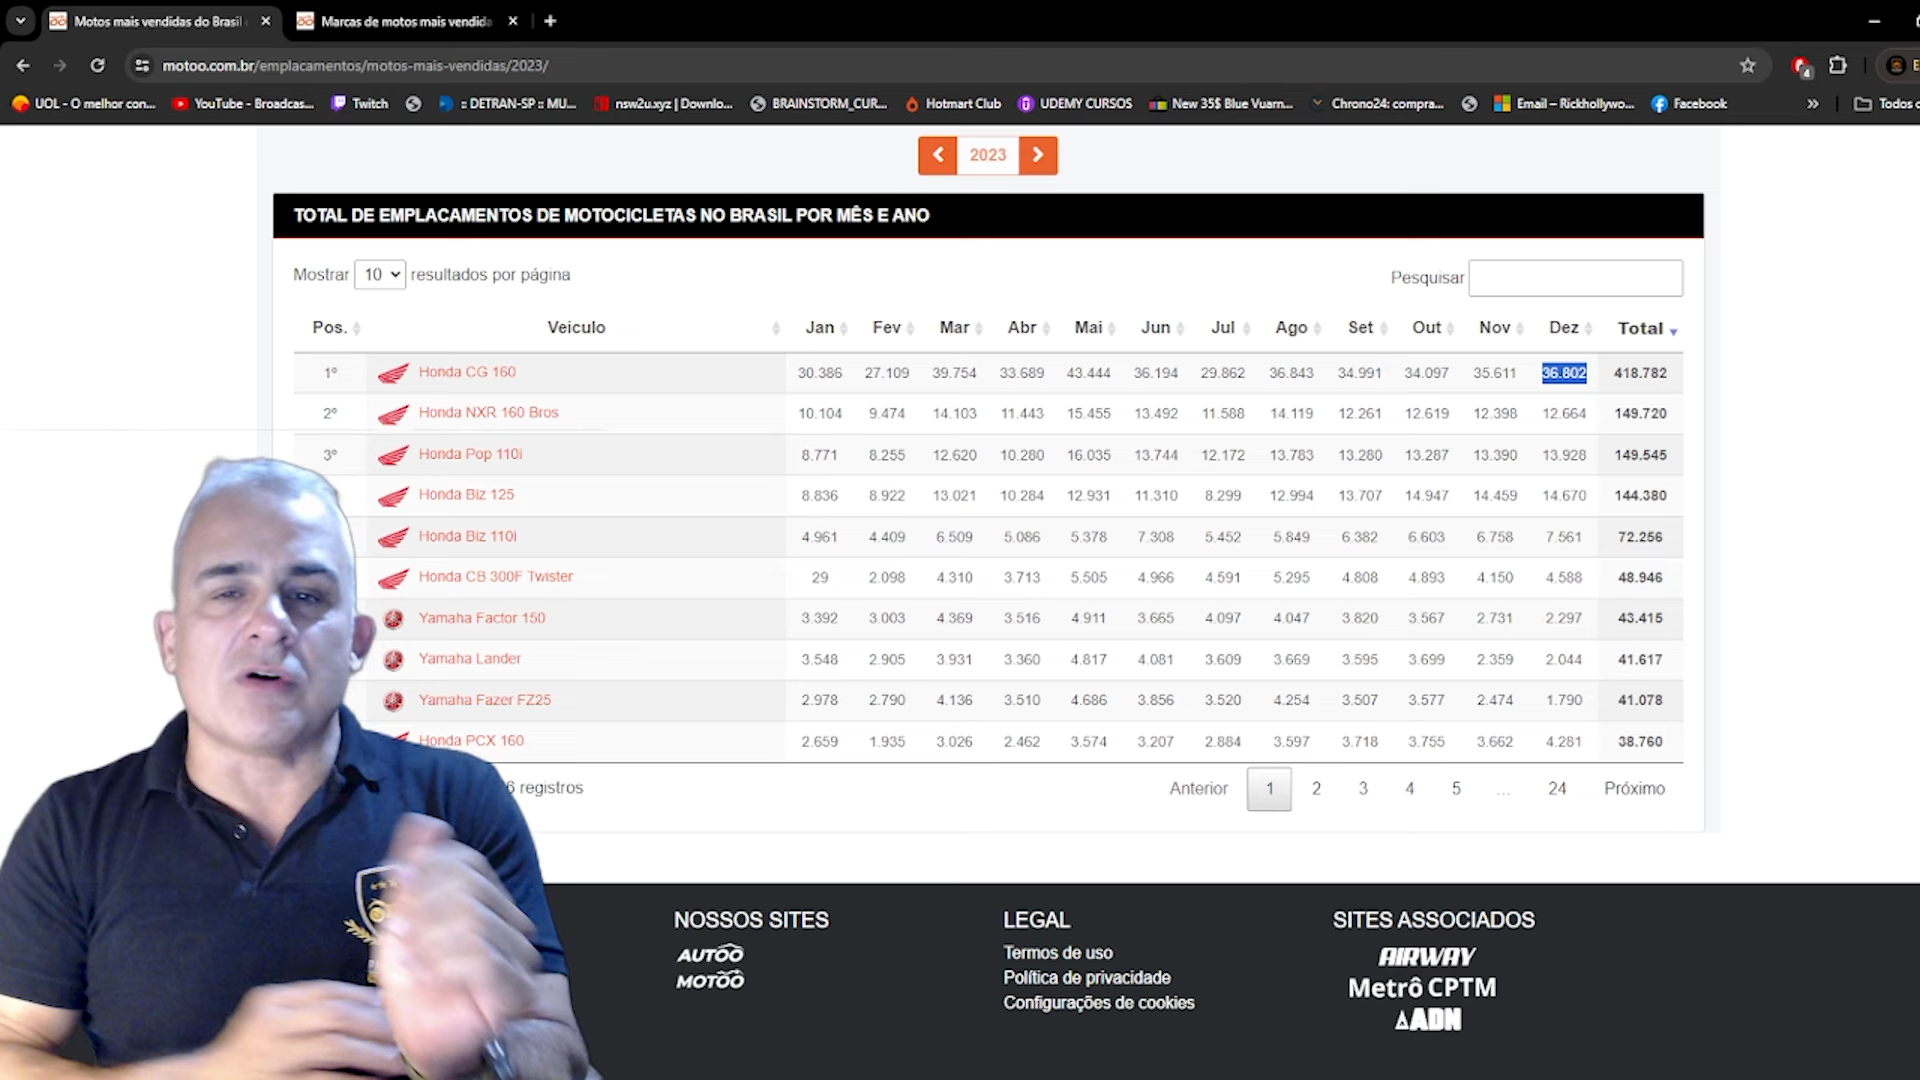 Motos mais vendidas do Brasil
Marcas de motos mais vendida
motoo.com.br/emplacamentos/motos-mais-vendidas/2023/
4
UOL - O melhor con...
YouTube - Broadcas...
Twitch
:: DETRAN-SP :: MU...
nsw2u.xyz | Downlo...
BRAINSTORM_CUR...
Hotmart Club
UDEMY CURSOS
New 35$ Blue Vuarn...
Chrono24: compra...
Email – Rickhollywo...
Facebook
»
Todos o
2023
TOTAL DE EMPLACAMENTOS DE MOTOCICLETAS NO BRASIL POR MÊS E ANO
Mostrar 10 resultados por página
Pesquisar
Pos. Veiculo Jan Fev Mar Abr Mai Jun Jul Ago Set Out Nov Dez Total
1º Honda CG 160 30.386 27.109 39.754 33.689 43.444 36.194 29.862 36.843 34.991 34.097 35.611 36.802 418.782
2º Honda NXR 160 Bros 10.104 9.474 14.103 11.443 15.455 13.492 11.588 14.119 12.261 12.619 12.398 12.664 149.720
3º Honda Pop 110i 8.771 8.255 12.620 10.280 16.035 13.744 12.172 13.783 13.280 13.287 13.390 13.928 149.545
Honda Biz 125 8.836 8.922 13.021 10.284 12.931 11.310 8.299 12.994 13.707 14.947 14.459 14.670 144.380
Honda Biz 110i 4.961 4.409 6.509 5.086 5.378 7.308 5.452 5.849 6.382 6.603 6.758 7.561 72.256
Honda CB 300F Twister 29 2.098 4.310 3.713 5.505 4.966 4.591 5.295 4.808 4.893 4.150 4.588 48.946
Yamaha Factor 150 3.392 3.003 4.369 3.516 4.911 3.665 4.097 4.047 3.820 3.567 2.731 2.297 43.415
Yamaha Lander 3.548 2.905 3.931 3.360 4.817 4.081 3.609 3.669 3.595 3.699 2.359 2.044 41.617
Yamaha Fazer FZ25 2.978 2.790 4.136 3.510 4.686 3.856 3.520 4.254 3.507 3.577 2.474 1.790 41.078
Honda PCX 160 2.659 1.935 3.026 2.462 3.574 3.207 2.884 3.597 3.718 3.755 3.662 4.281 38.760
6 registros
Anterior 1 2 3 4 5 ... 24 Próximo
NOSSOS SITES
AUTOO
MOTOO
LEGAL
Termos de uso
Política de privacidade
Configurações de cookies
SITES ASSOCIADOS
AIRWAY
Metrô CPTM
ADN